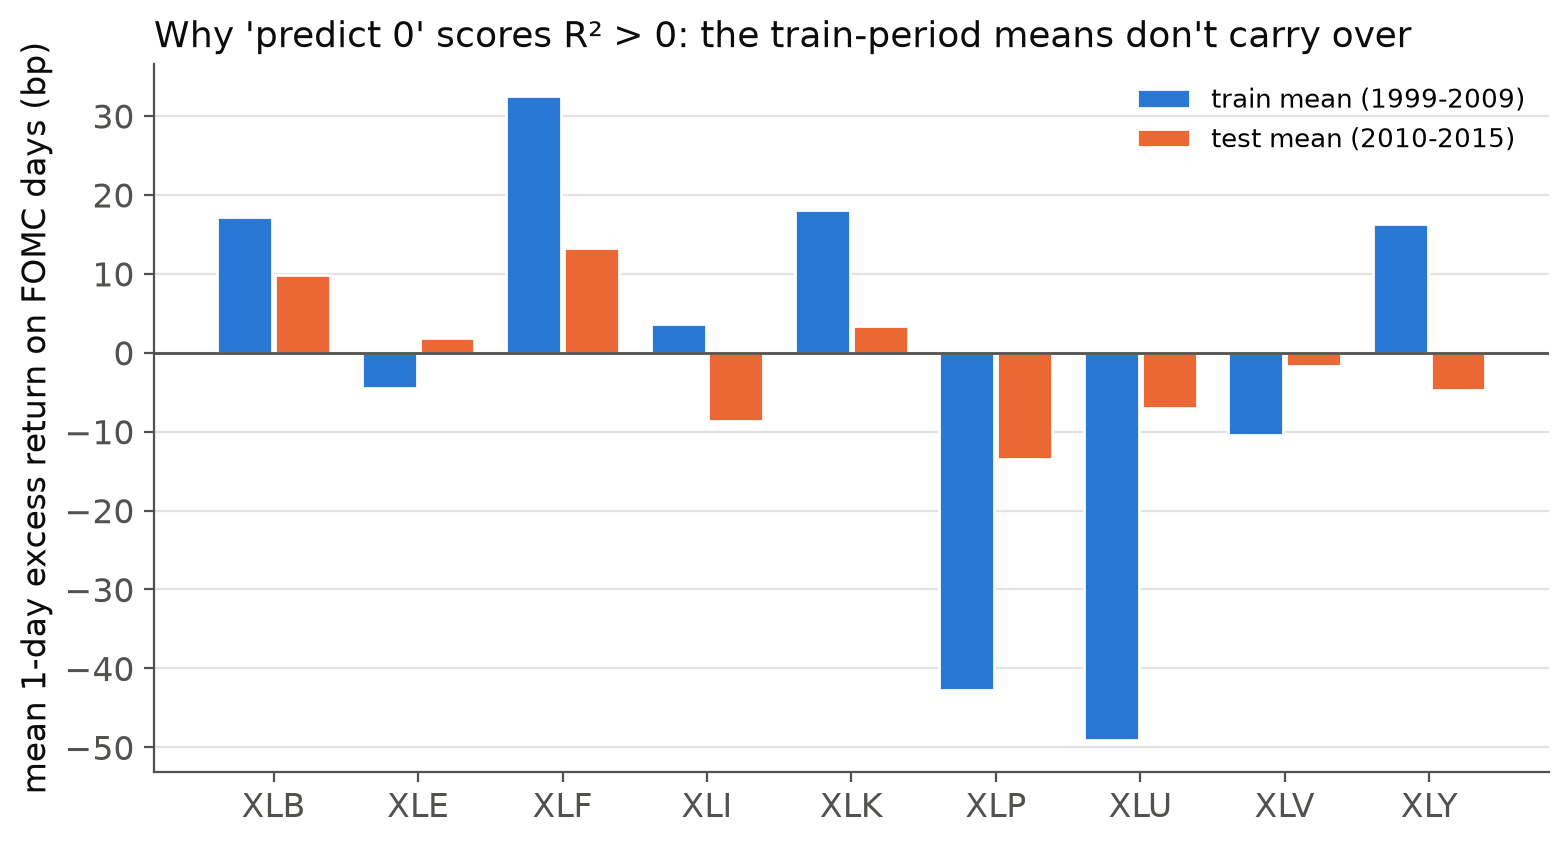 Why 'predict 0' scores R² > 0: the train-period means don't carry over
mean 1-day excess return on FOMC days (bp)
train mean (1999-2009)
test mean (2010-2015)
30
20
10
0
−10
−20
−30
−40
−50
XLB XLE XLF XLI XLK XLP XLU XLV XLY